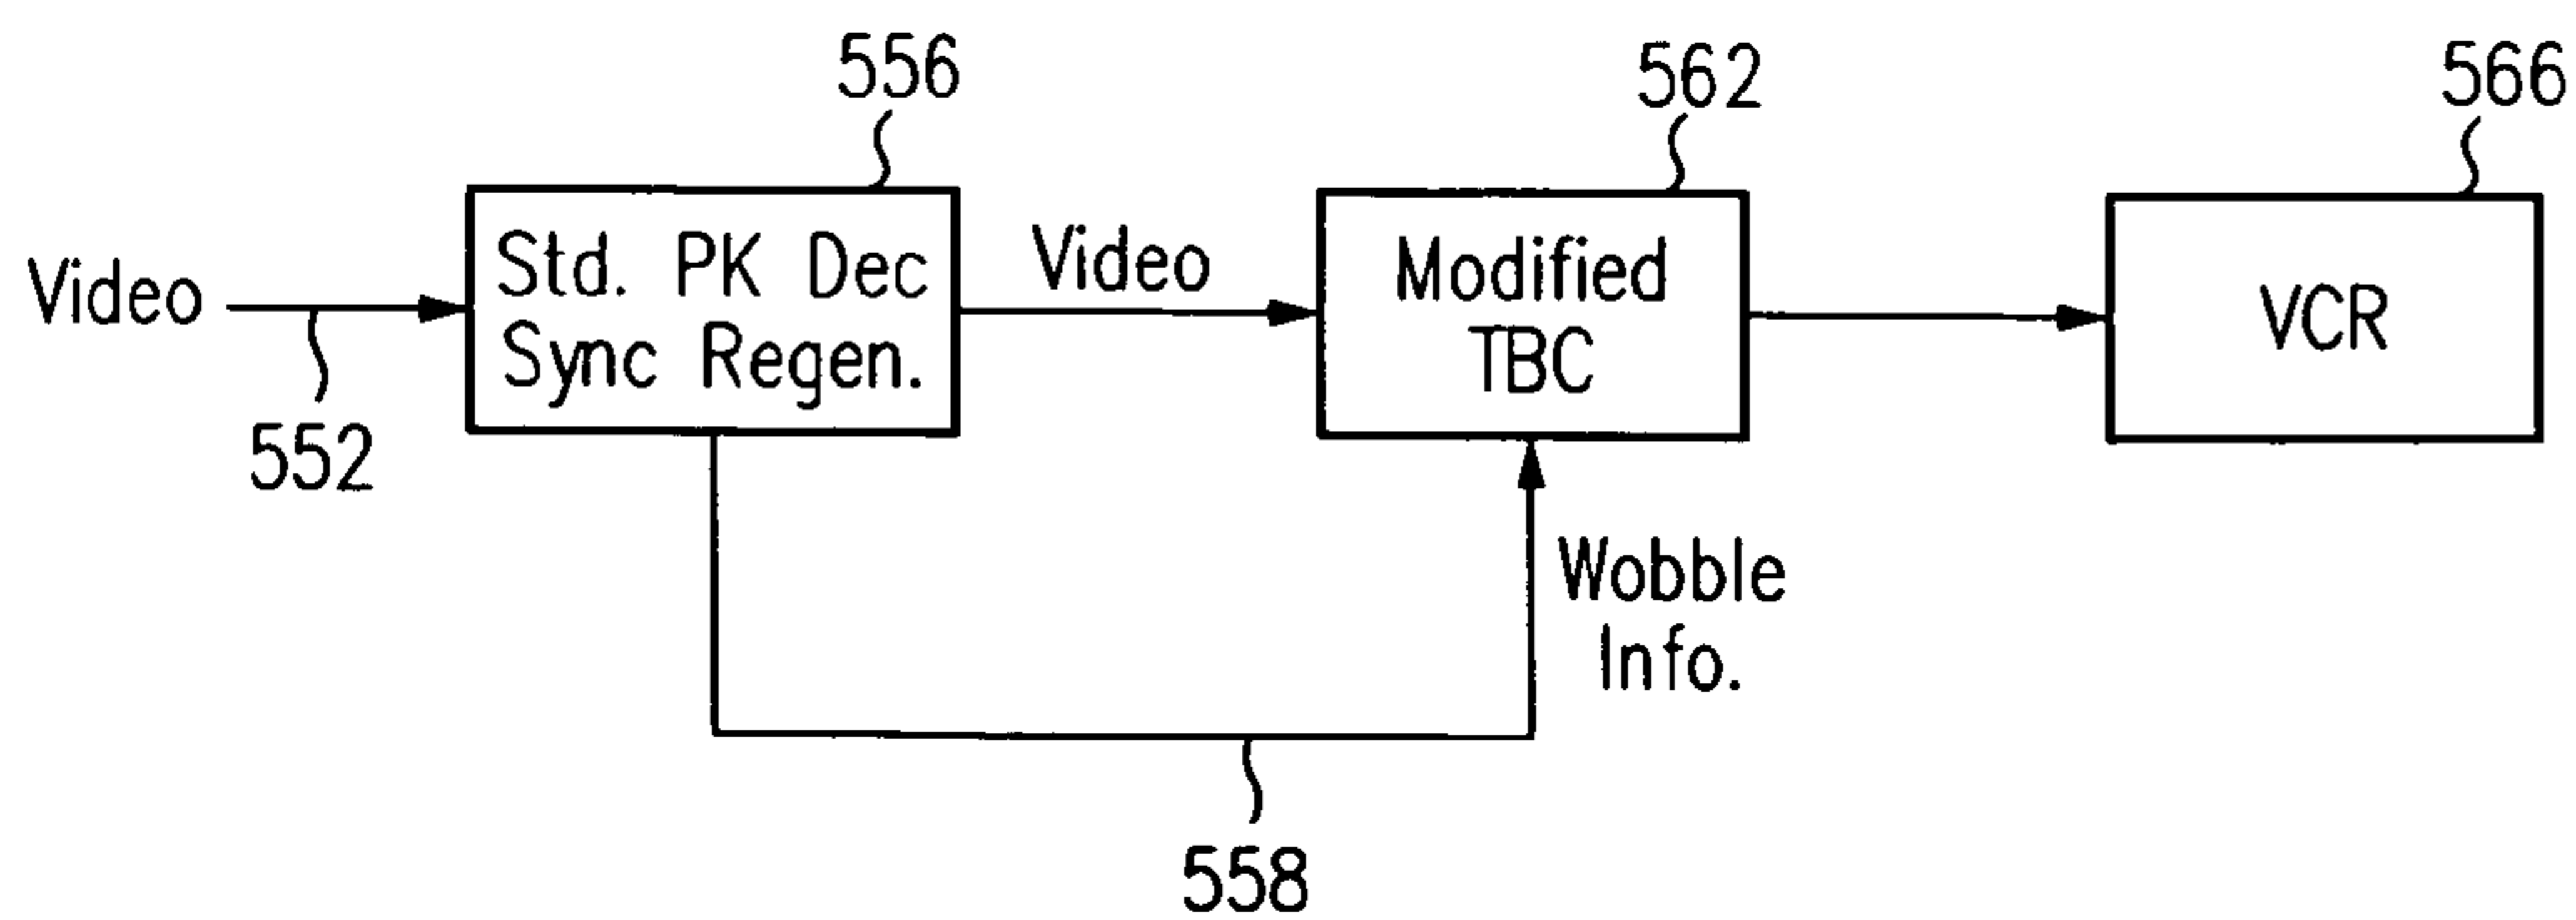 556
562
566
Video
Std. PK Dec
Sync Regen.
Video
Modified
TBC
VCR
552
Wobble
Info.
558